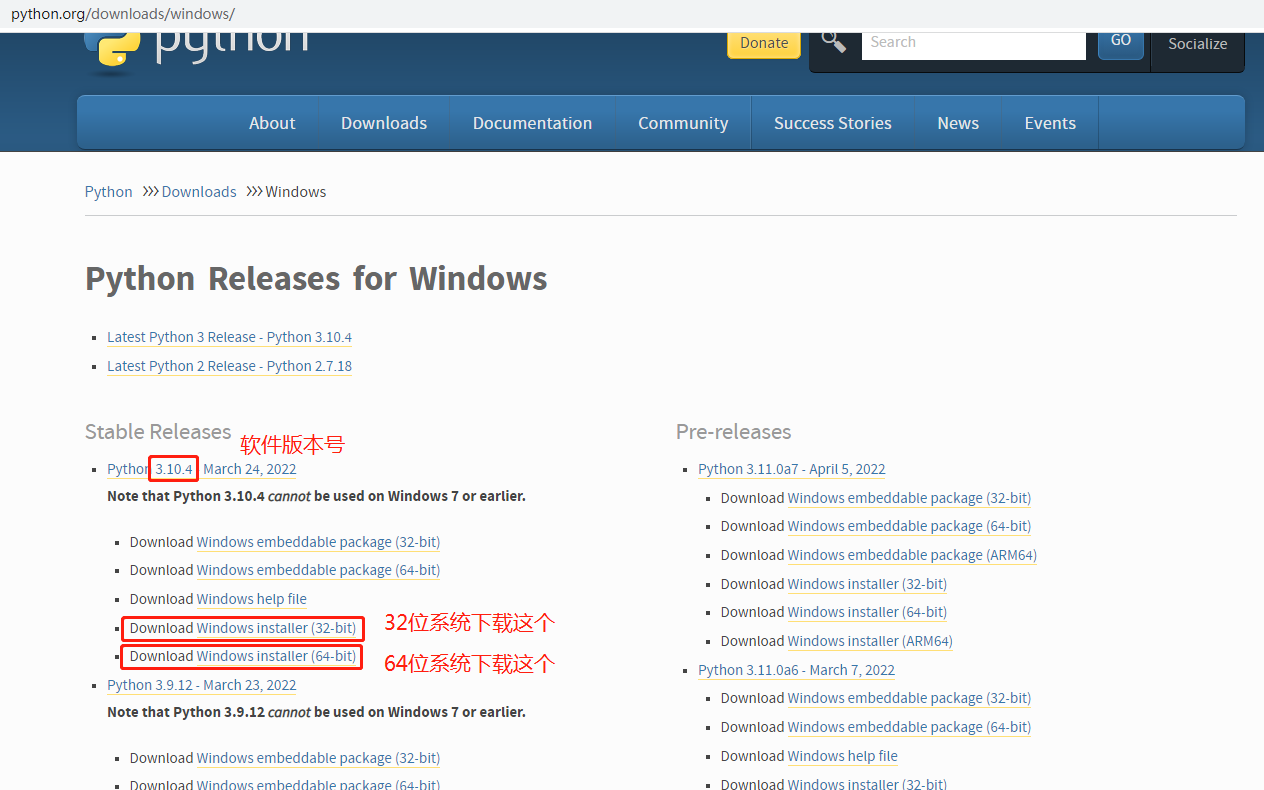 python.org/downloads/windows/
python
Donate
Search
GO
Socialize
About Downloads Documentation Community Success Stories News Events
Python >>> Downloads >>> Windows
Python Releases for Windows
Latest Python 3 Release - Python 3.10.4
Latest Python 2 Release - Python 2.7.18
Stable Releases
软件版本号
Python 3.10.4 - March 24, 2022
Note that Python 3.10.4 cannot be used on Windows 7 or earlier.
Download Windows embeddable package (32-bit)
Download Windows embeddable package (64-bit)
Download Windows help file
Download Windows installer (32-bit)
32位系统下载这个
Download Windows installer (64-bit)
64位系统下载这个
Python 3.9.12 - March 23, 2022
Note that Python 3.9.12 cannot be used on Windows 7 or earlier.
Download Windows embeddable package (32-bit)
Download Windows embeddable package (64-bit)
Pre-releases
Python 3.11.0a7 - April 5, 2022
Download Windows embeddable package (32-bit)
Download Windows embeddable package (64-bit)
Download Windows embeddable package (ARM64)
Download Windows installer (32-bit)
Download Windows installer (64-bit)
Download Windows installer (ARM64)
Python 3.11.0a6 - March 7, 2022
Download Windows embeddable package (32-bit)
Download Windows embeddable package (64-bit)
Download Windows help file
Download Windows installer (32-bit)